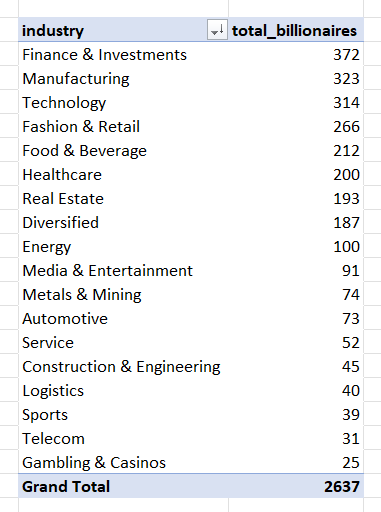 industry total_billionaires
Finance & Investments 372
Manufacturing 323
Technology 314
Fashion & Retail 266
Food & Beverage 212
Healthcare 200
Real Estate 193
Diversified 187
Energy 100
Media & Entertainment 91
Metals & Mining 74
Automotive 73
Service 52
Construction & Engineering 45
Logistics 40
Sports 39
Telecom 31
Gambling & Casinos 25
Grand Total 2637